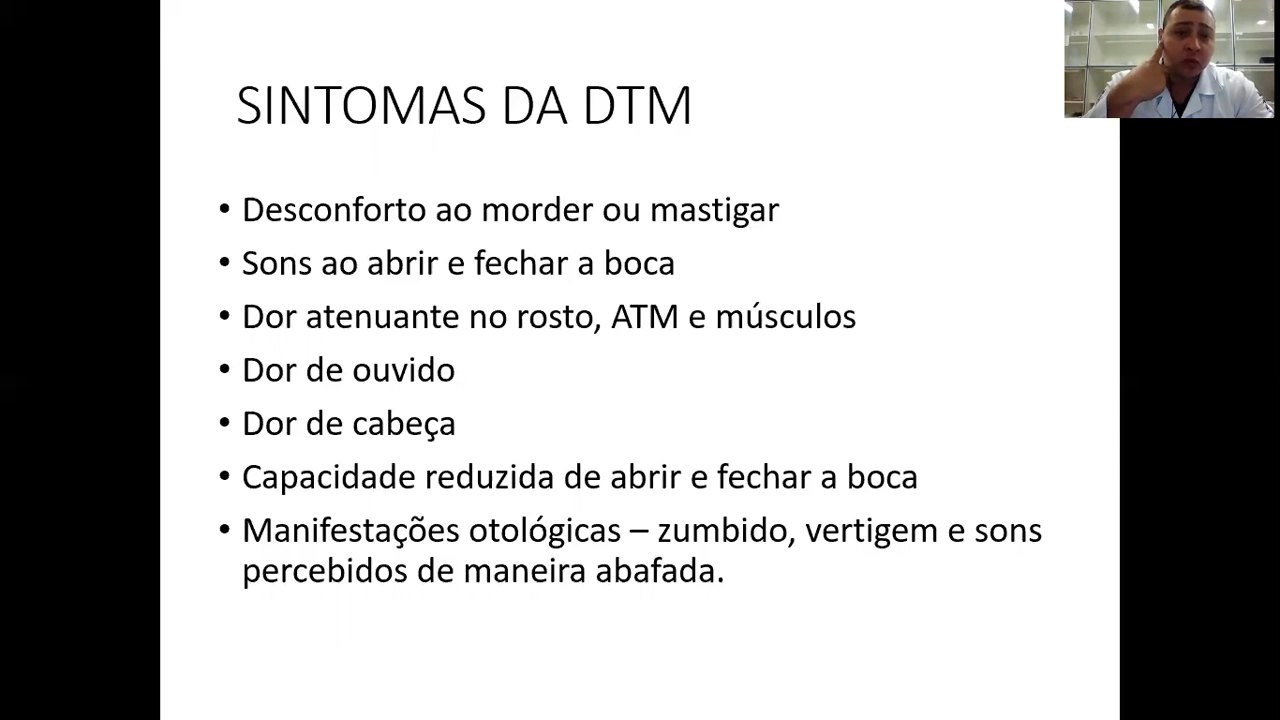 SINTOMAS DA DTM
• Desconforto ao morder ou mastigar
• Sons ao abrir e fechar a boca
• Dor atenuante no rosto, ATM e músculos
• Dor de ouvido
• Dor de cabeça
• Capacidade reduzida de abrir e fechar a boca
• Manifestações otológicas – zumbido, vertigem e sons
percebidos de maneira abafada.